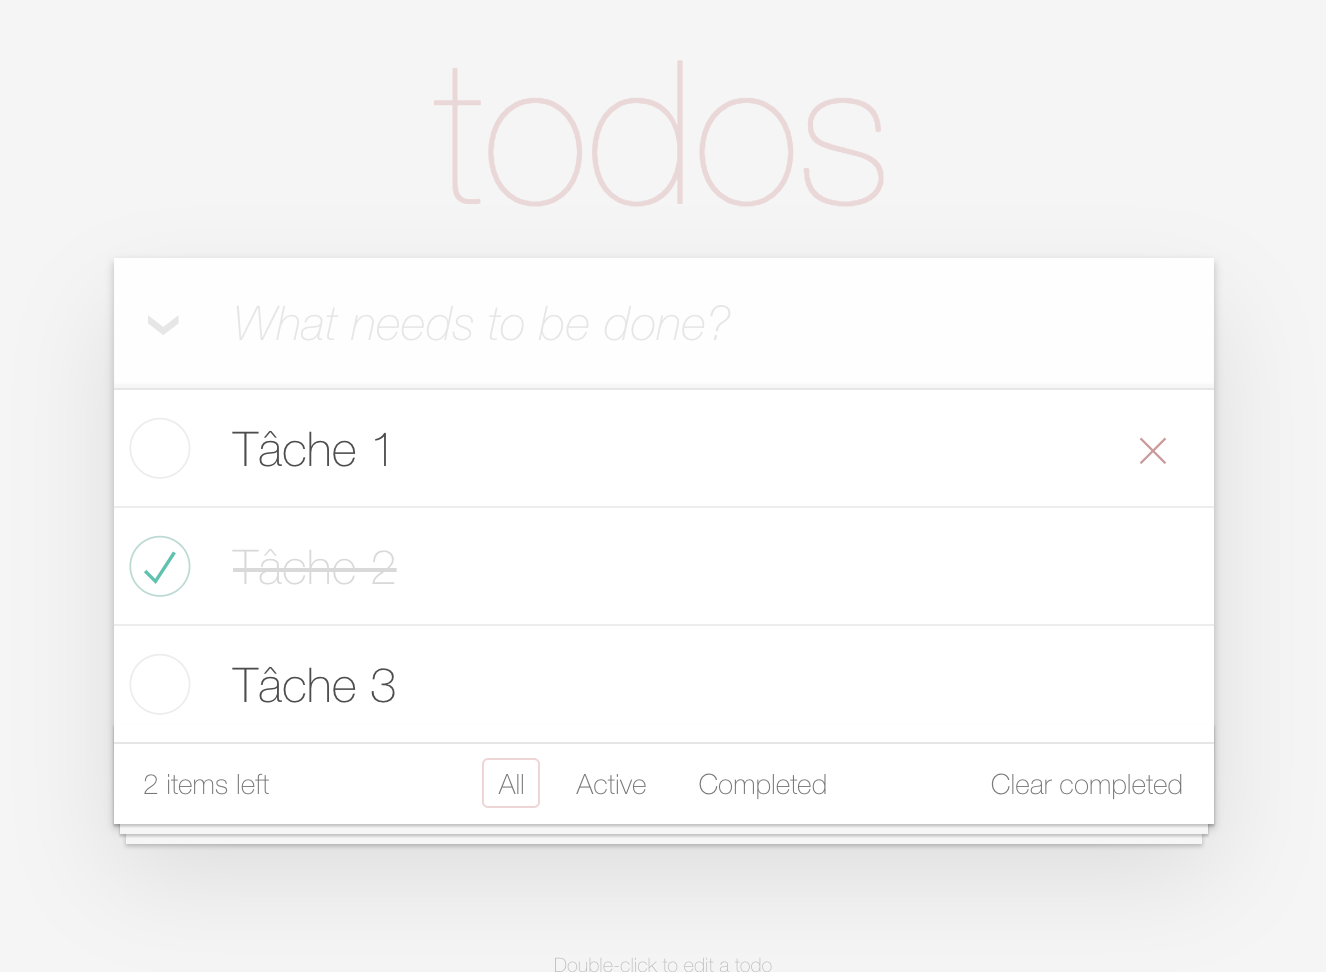 todos
What needs to be done?
Tâche 1
Tâche 2
Tâche 3
2 items left All Active Completed Clear completed
Double-click to edit a todo